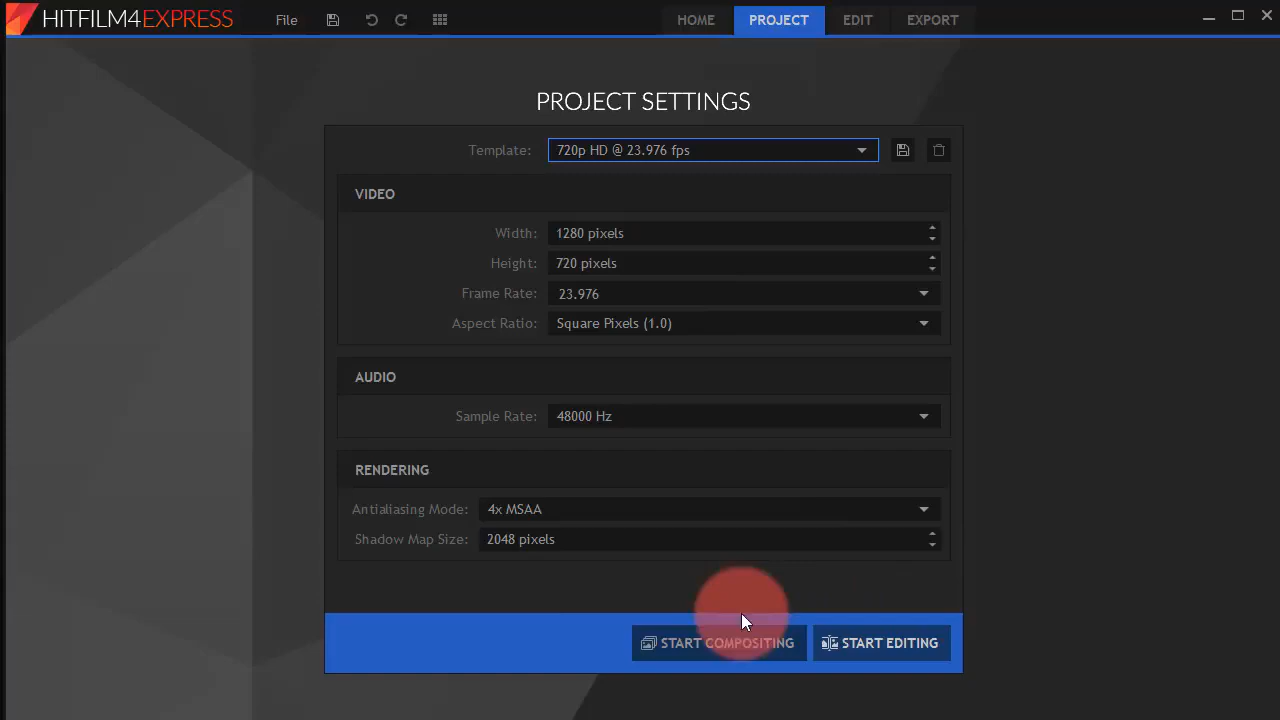 HITFILM4EXPRESS File HOME PROJECT EDIT EXPORT
PROJECT SETTINGS
Template: 720p HD @ 23.976 fps
VIDEO
Width: 1280 pixels
Height: 720 pixels
Frame Rate: 23.976
Aspect Ratio: Square Pixels (1.0)
AUDIO
Sample Rate: 48000 Hz
RENDERING
Antialiasing Mode: 4x MSAA
Shadow Map Size: 2048 pixels
START COMPOSITING START EDITING